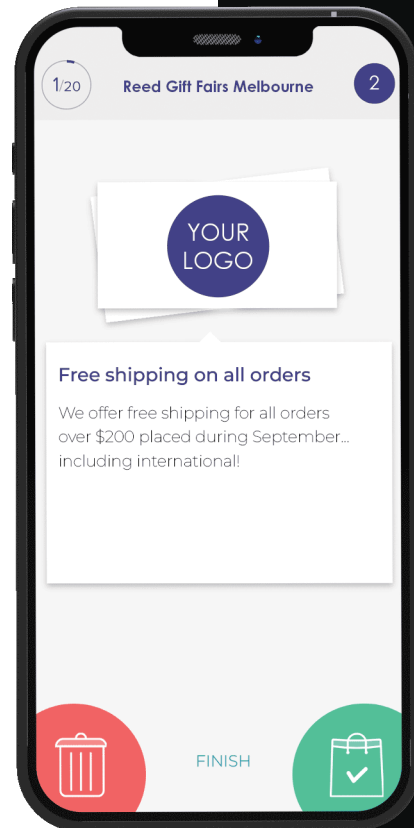 1/20
Reed Gift Fairs Melbourne
2
YOUR
LOGO
Free shipping on all orders
We offer free shipping for all orders
over $200 placed during September...
including international!
FINISH